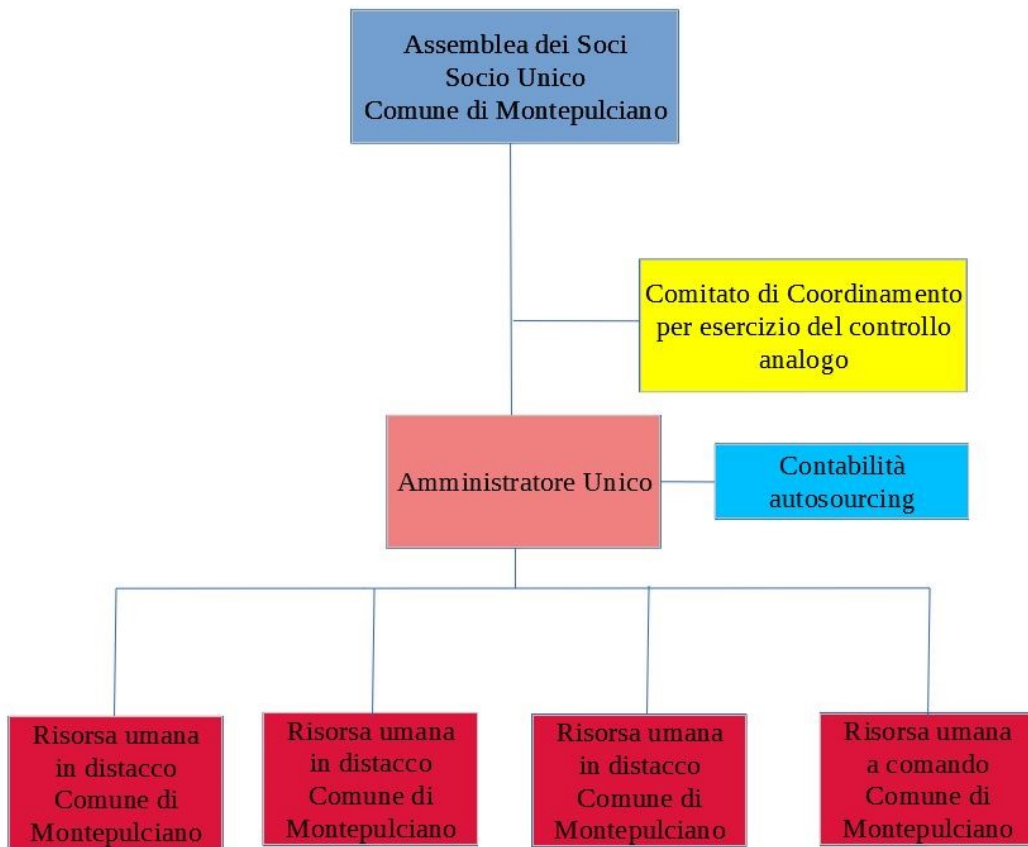 Assemblea dei Soci
Socio Unico
Comune di Montepulciano
Comitato di Coordinamento
per esercizio del controllo
analogo
Amministratore Unico
Contabilità
autosourcing
Risorsa umana
in distacco
Comune di
Montepulciano
Risorsa umana
in distacco
Comune di
Montepulciano
Risorsa umana
in distacco
Comune di
Montepulciano
Risorsa umana
a comando
Comune di
Montepulciano